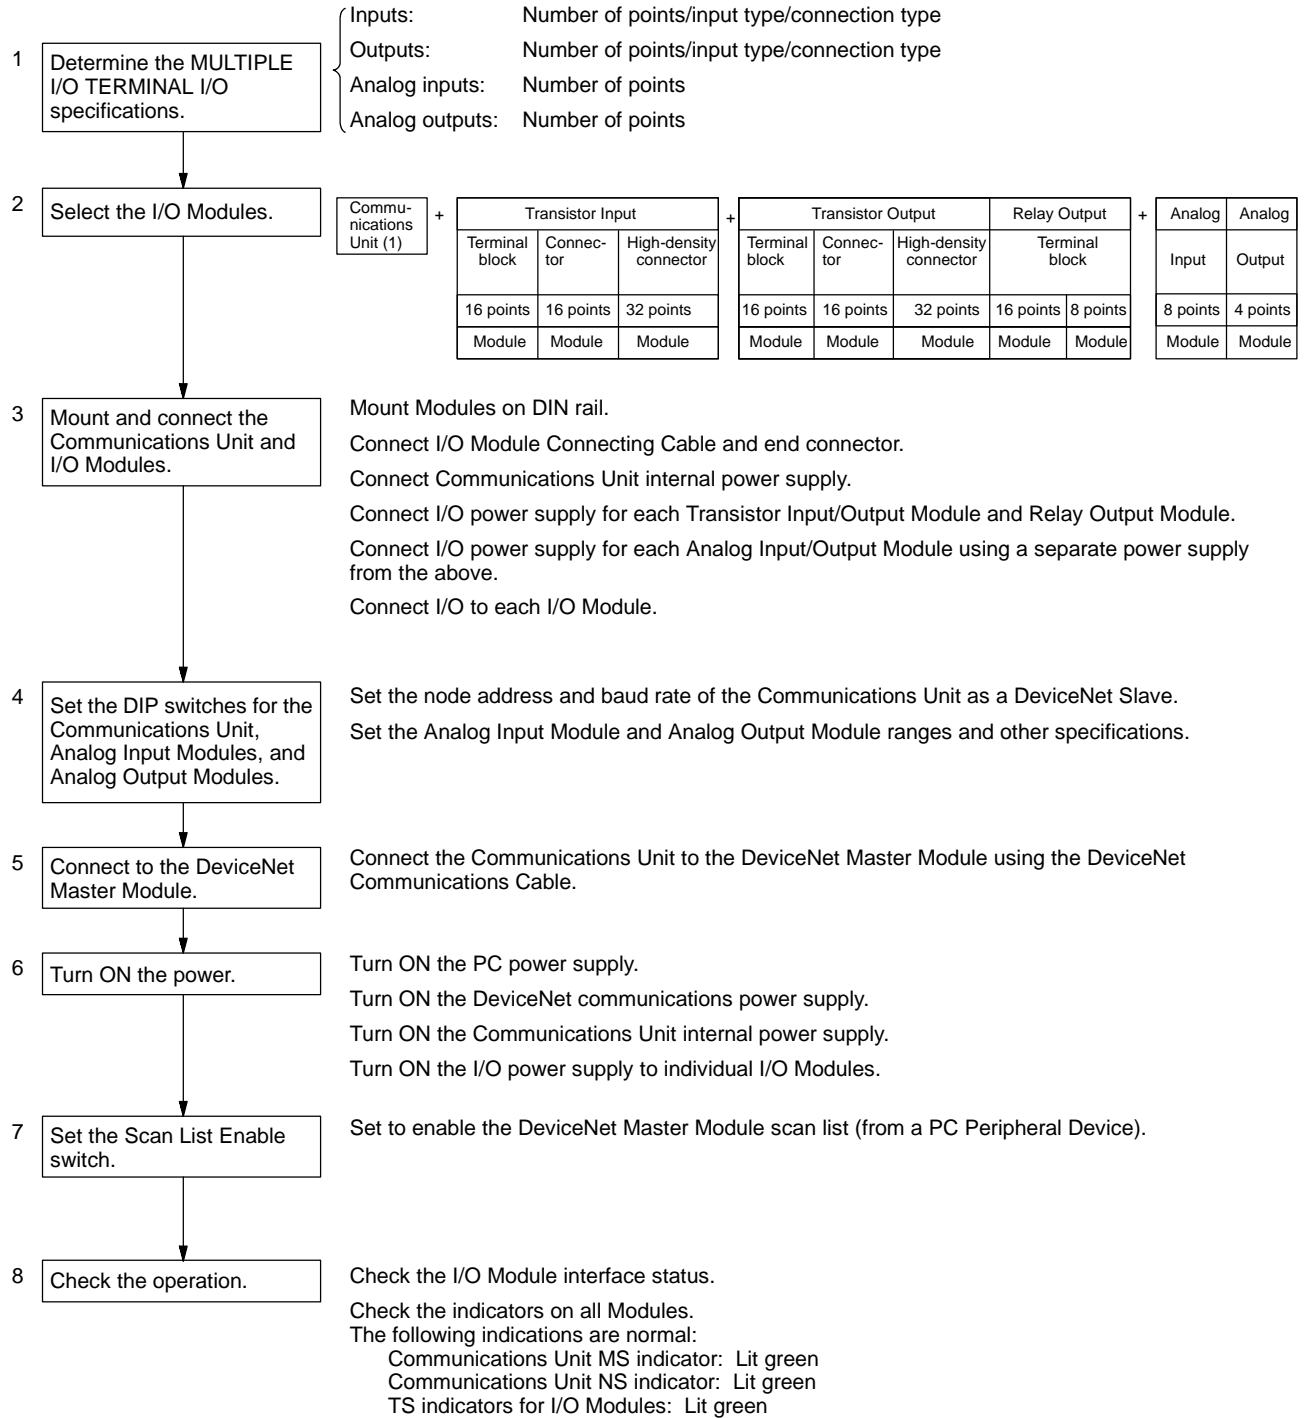 1
Determine the MULTIPLE
I/O TERMINAL I/O
specifications.
Inputs: Number of points/input type/connection type
Outputs: Number of points/input type/connection type
Analog inputs: Number of points
Analog outputs: Number of points
2
Select the I/O Modules.
Commu-
nications
Unit (1)
+
Transistor Input
Terminal block
Connec-
tor
High-density connector
16 points 16 points 32 points
Module Module Module
+
Transistor Output Relay Output
Terminal block
Connec-
tor
High-density connector
Terminal block
16 points 16 points 32 points 16 points 8 points
Module Module Module Module Module
+
Analog Analog
Input Output
8 points 4 points
Module Module
3
Mount and connect the
Communications Unit and
I/O Modules.
Mount Modules on DIN rail.
Connect I/O Module Connecting Cable and end connector.
Connect Communications Unit internal power supply.
Connect I/O power supply for each Transistor Input/Output Module and Relay Output Module.
Connect I/O power supply for each Analog Input/Output Module using a separate power supply
from the above.
Connect I/O to each I/O Module.
4
Set the DIP switches for the
Communications Unit,
Analog Input Modules, and
Analog Output Modules.
Set the node address and baud rate of the Communications Unit as a DeviceNet Slave.
Set the Analog Input Module and Analog Output Module ranges and other specifications.
5
Connect to the DeviceNet
Master Module.
Connect the Communications Unit to the DeviceNet Master Module using the DeviceNet
Communications Cable.
6
Turn ON the power.
Turn ON the PC power supply.
Turn ON the DeviceNet communications power supply.
Turn ON the Communications Unit internal power supply.
Turn ON the I/O power supply to individual I/O Modules.
7
Set the Scan List Enable
switch.
Set to enable the DeviceNet Master Module scan list (from a PC Peripheral Device).
8
Check the operation.
Check the I/O Module interface status.
Check the indicators on all Modules.
The following indications are normal:
Communications Unit MS indicator: Lit green
Communications Unit NS indicator: Lit green
TS indicators for I/O Modules: Lit green